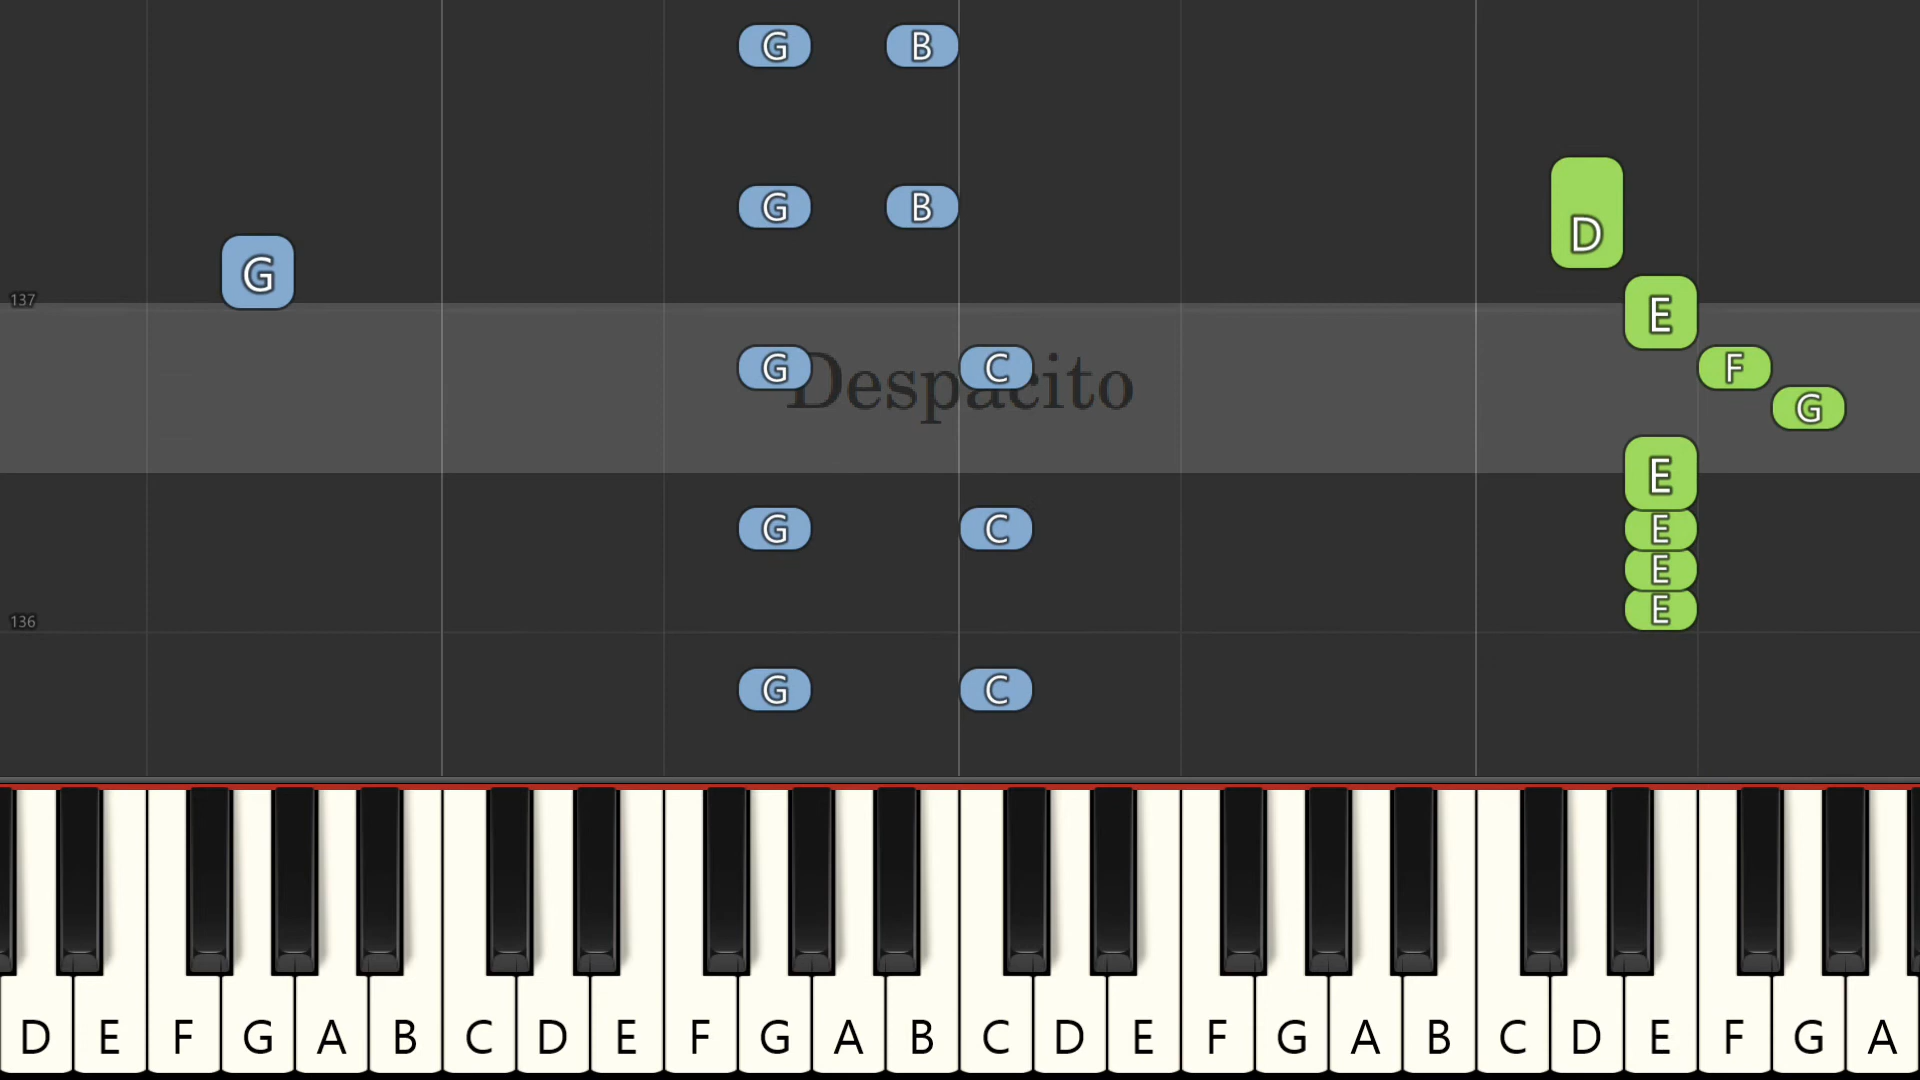 G B
G B
D
G
137
E
G C F
Despacito
G
E
G C E
E
E
136
G C
D E F G A B C D E F G A B C D E F G A B C D E F G A